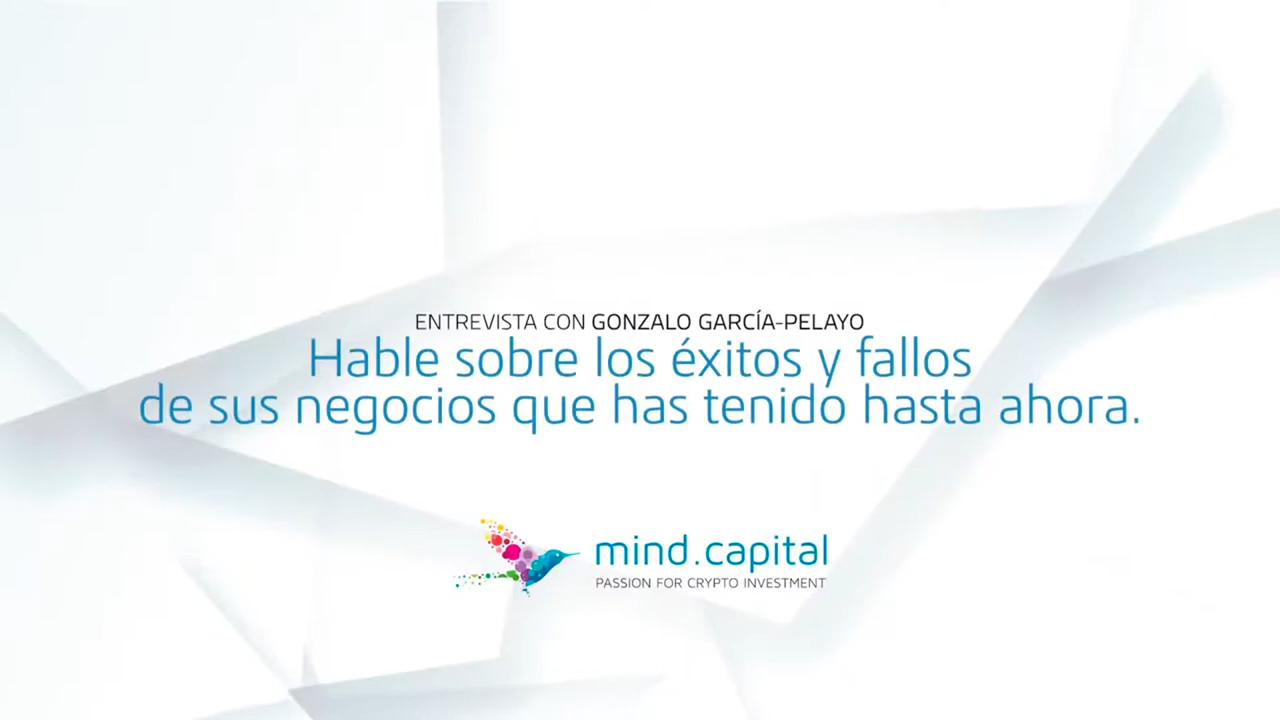 ENTREVISTA CON GONZALO GARCÍA-PELAYO
Hable sobre los éxitos y fallos
de sus negocios que has tenido hasta ahora.
mind.capital
PASSION FOR CRYPTO INVESTMENT